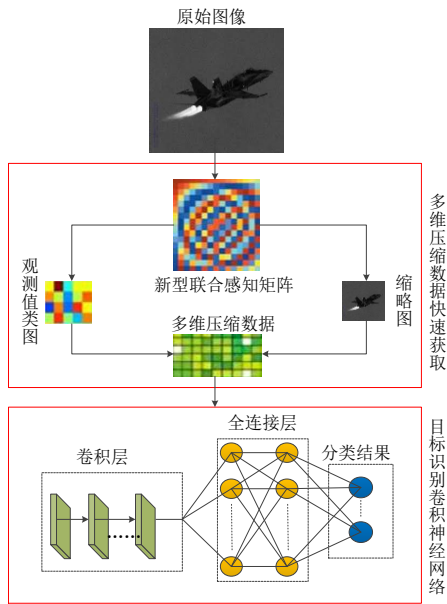 原始图像
多维压缩数据快速获取
新型联合感知矩阵
观测值类图
缩略图
多维压缩数据
目标识别卷积神经网络
全连接层
卷积层
分类结果
......